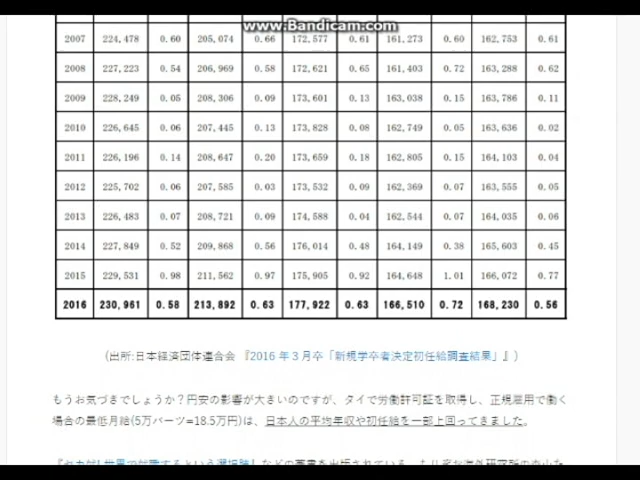 www.Bandicam.com
2007 224,478 0.60 205,074 0.66 172,577 0.61 161,273 0.60 162,753 0.61
2008 227,223 0.54 206,969 0.58 172,621 0.65 161,403 0.72 163,288 0.62
2009 228,249 0.05 208,306 0.09 173,601 0.13 163,038 0.15 163,786 0.11
2010 226,645 0.06 207,445 0.13 173,828 0.08 162,749 0.05 163,636 0.02
2011 226,196 0.14 208,647 0.20 173,659 0.18 162,805 0.15 164,103 0.04
2012 225,702 0.06 207,585 0.03 173,532 0.09 162,369 0.07 163,555 0.05
2013 226,483 0.07 208,721 0.09 174,588 0.04 162,544 0.07 164,035 0.06
2014 227,849 0.52 209,868 0.56 176,014 0.48 164,149 0.38 165,603 0.45
2015 229,531 0.98 211,562 0.97 175,905 0.92 164,648 1.01 166,072 0.77
2016 230,961 0.58 213,892 0.63 177,922 0.63 166,510 0.72 168,230 0.56
(出所:日本経済団体連合会 『2016 年3月卒「新規学卒者決定初任給調査結果」』)
もうお気づきでしょうか？円安の影響が大きいのですが、タイで労働許可証を取得し、正規雇用で働く
場合の最低月給(5万バーツ=18.5万円)は、日本人の平均年収や初任給を一部上回ってきました。